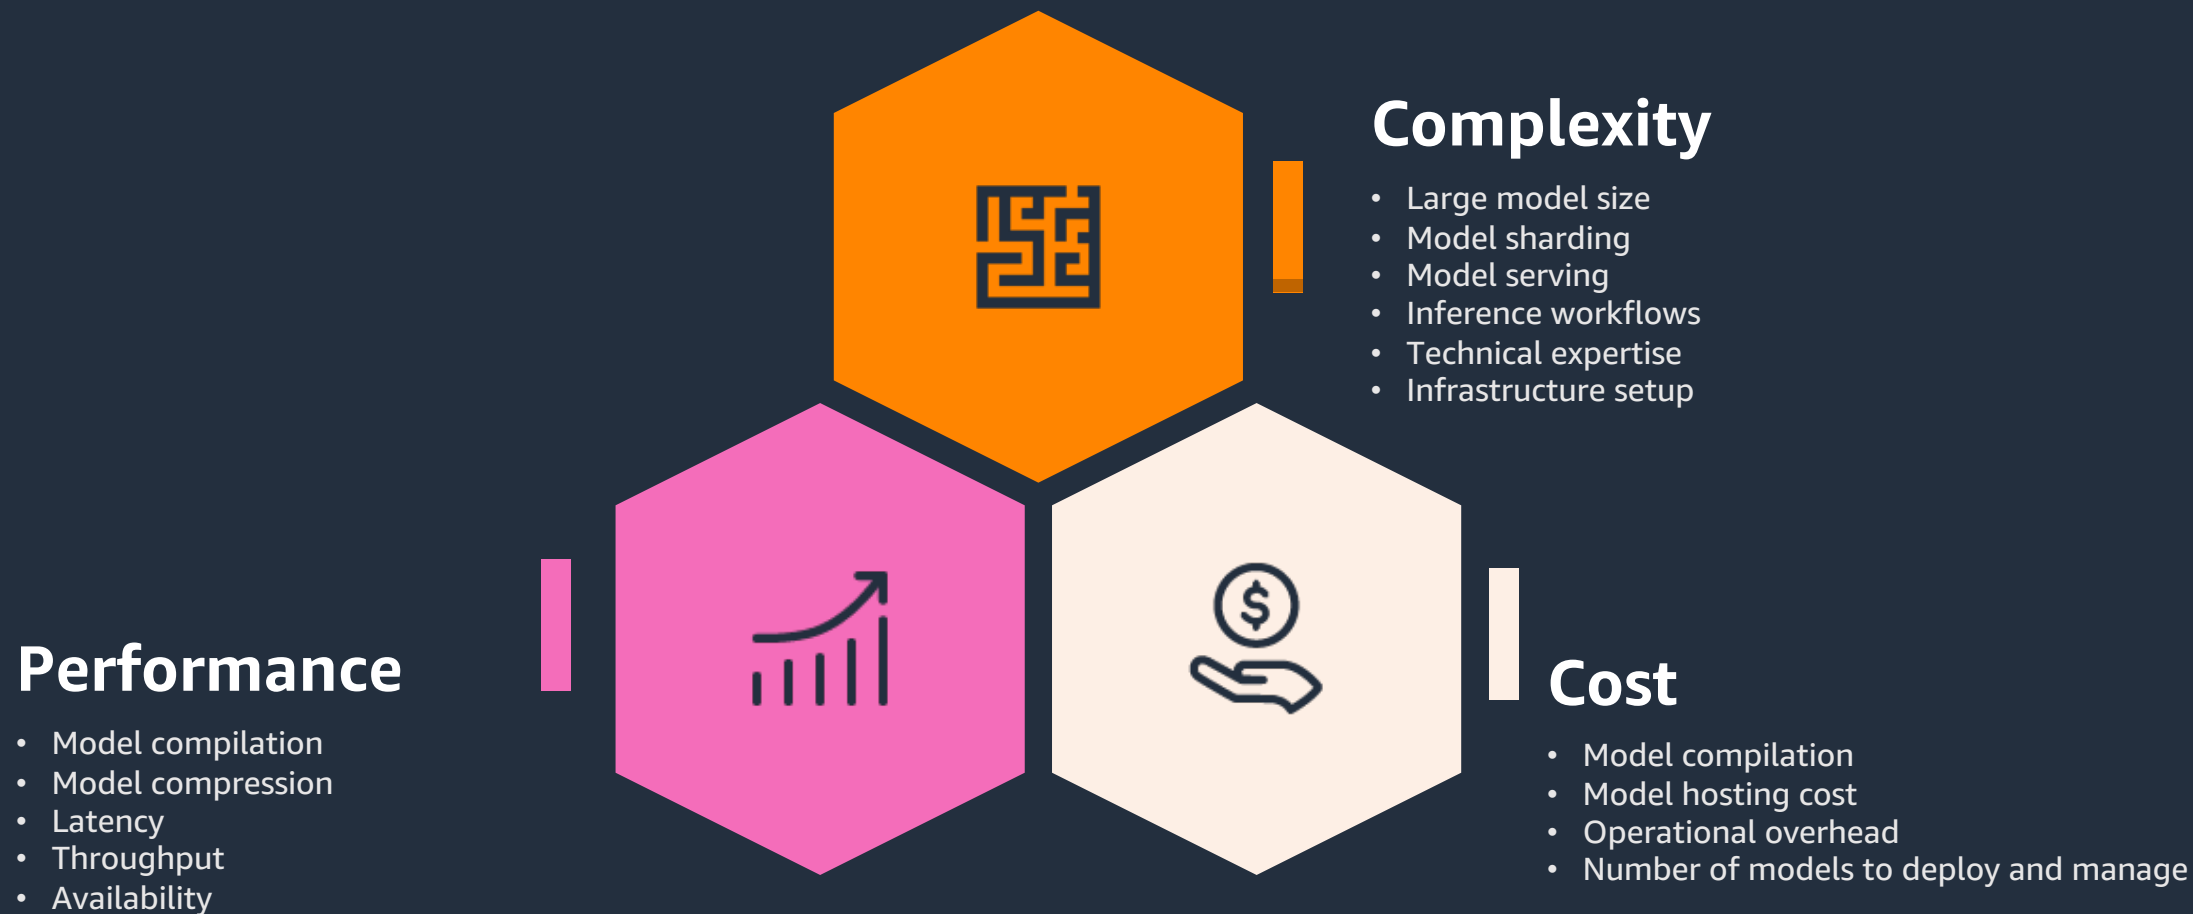 Complexity
• Large model size
• Model sharding
• Model serving
• Inference workflows
• Technical expertise
• Infrastructure setup
Performance
• Model compilation
• Model compression
• Latency
• Throughput
• Availability
$
Cost
• Model compilation
• Model hosting cost
• Operational overhead
• Number of models to deploy and manage